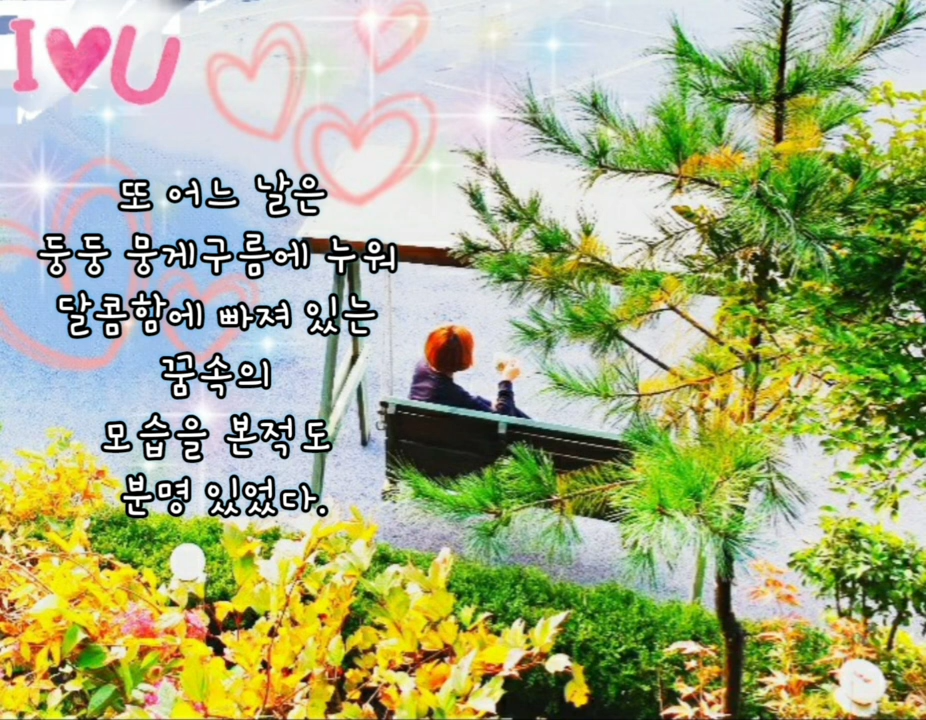 I♥U
또 어느 날은
둥둥 뭉게구름에 누워
달콤함에 빠져 있는
꿈속의
모습을 본적도
분명 있었다.